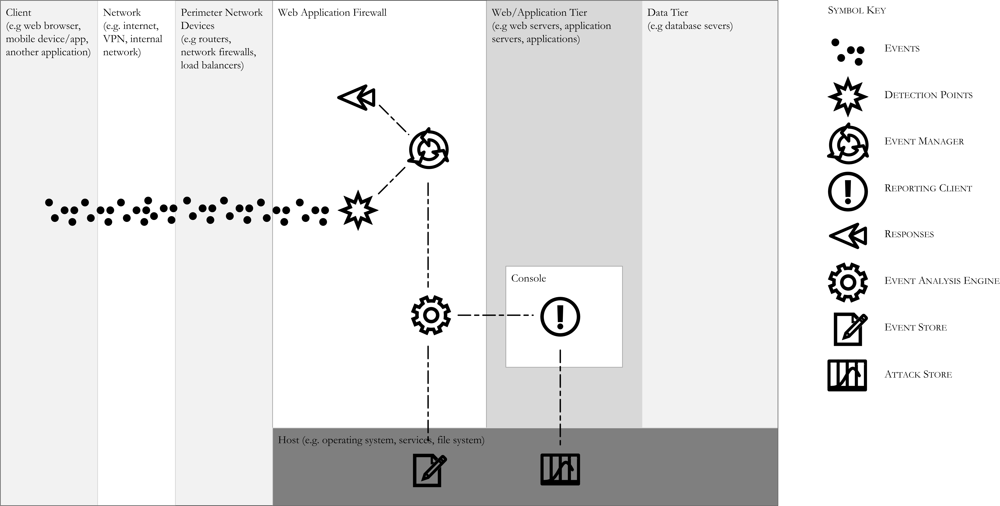 Client
(e.g web browser,
mobile device/app,
another application)
Network
(e.g. internet,
VPN, internal
network)
Perimeter Network
Devices
(e.g routers,
network firewalls,
load balancers)
Web Application Firewall
Web/Application Tier
(e.g web servers, application
servers, applications)
Data Tier
(e.g database severs)
Console
Host (e.g. operating system, services, file system)
Symbol Key
Events
Detection Points
Event Manager
Reporting Client
Responses
Event Analysis Engine
Event Store
Attack Store